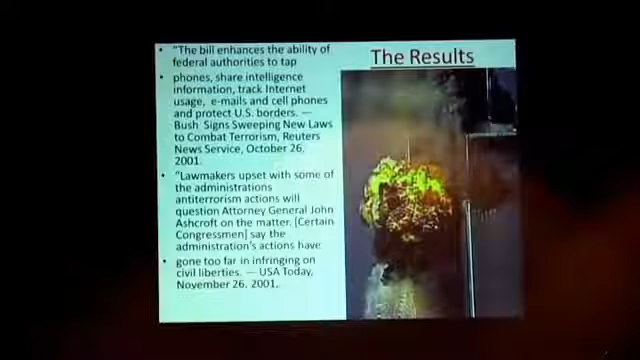 The Results
• "The bill enhances the ability of
federal authorities to tap
• phones, share intelligence
information, track Internet
usage, e-mails and cell phones
and protect U.S. borders. —
Bush Signs Sweeping New Laws
to Combat Terrorism, Reuters
News Service, October 26,
2001.
• "Lawmakers upset with some of
the administrations
antiterrorism actions will
question Attorney General John
Ashcroft on the matter. [Certain
Congressmen] say the
administration's actions have
• gone too far in infringing on
civil liberties. — USA Today,
November 26, 2001.